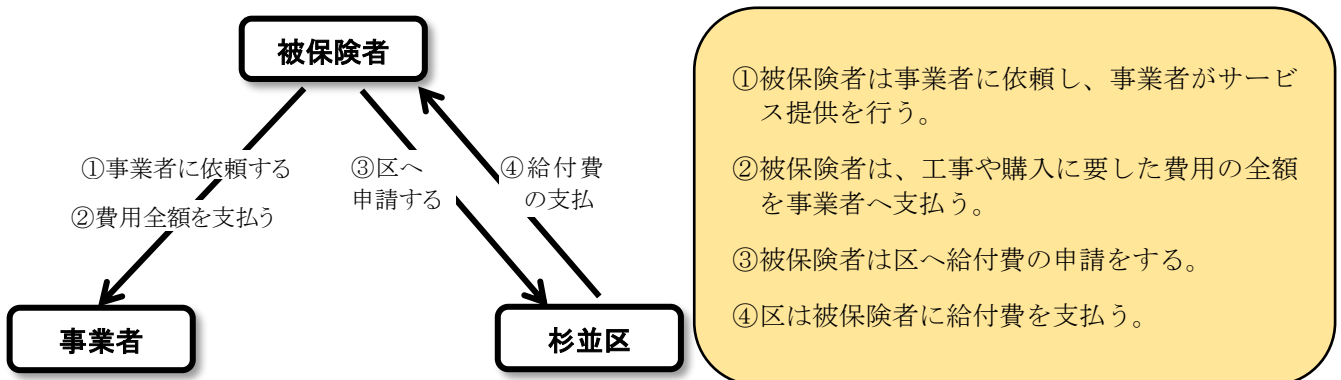 被保険者
①事業者に依頼する
②費用全額を支払う
③区へ
申請する
④給付費
の支払
事業者
杉並区
①被保険者は事業者に依頼し、事業者がサービ
ス提供を行う。
②被保険者は、工事や購入に要した費用の全額
を事業者へ支払う。
③被保険者は区へ給付費の申請をする。
④区は被保険者に給付費を支払う。